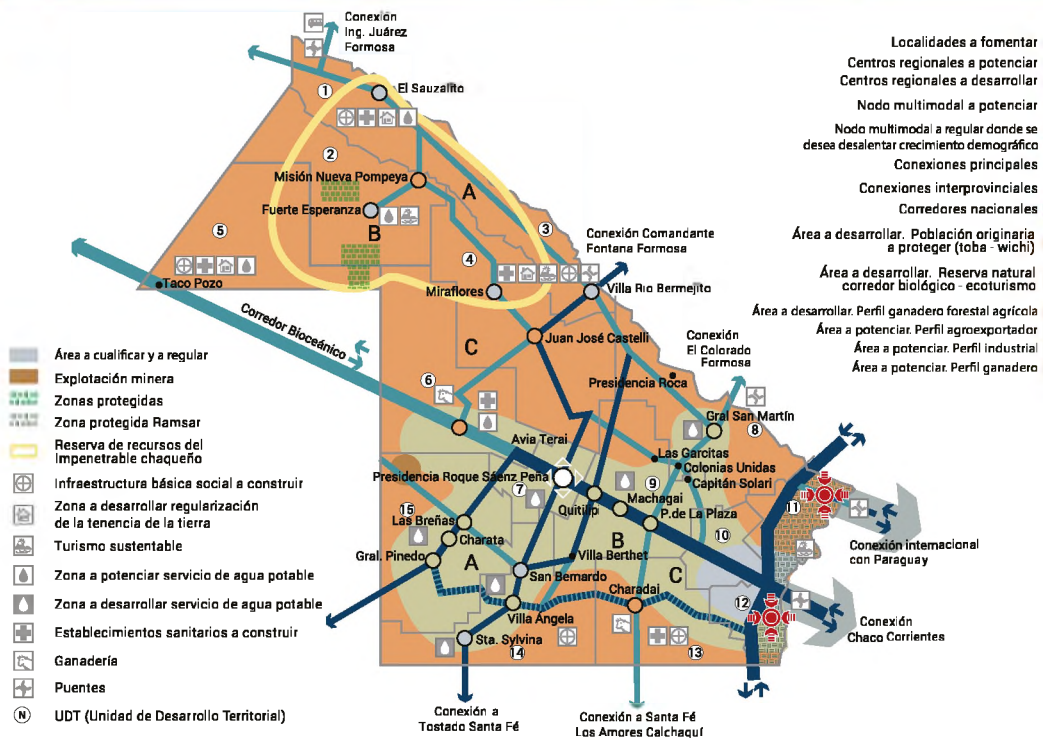 Conexión
Ing. Juárez
Formosa
Localidades a fomentar
Centros regionales a potenciar
Centros regionales a desarrollar
Nodo multimodal a potenciar
Nodo multimodal a regular donde se
desea desalentar crecimiento demográfico
Conexiones principales
Conexiones interprovinciales
Corredores nacionales
Área a desarrollar. Población originaria
a proteger (toba - wichi)
Área a desarrollar. Reserva natural
corredor biológico - ecoturismo
Área a desarrollar. Perfil ganadero forestal agrícola
Área a potenciar. Perfil agroexportador
Área a potenciar. Perfil industrial
Área a potenciar. Perfil ganadero
1
El Sauzalito
2
Misión Nueva Pompeya
A
Fuerte Esperanza
B
5
3
4
Conexión Comandante
Fontana Formosa
Taco Pozo
Miraflores
Villa Rio Bermejito
Corredor Bioceánico
C
Juan José Castelli
Conexión
El Colorado
Formosa
6
Presidencia Roca
Gral San Martín
8
Avia Terai
Las Garcitas
Colonias Unidas
Capitán Solari
Presidencia Roque Sáenz Peña
7
9
Machagai
Quitilip
P.de La Plaza
10
11
15
Las Breñas
Charata
Gral. Pinedo
A
Villa Berthet
B
San Bernardo
C
Charadai
12
Villa Angela
Sta. Sylvina
14
13
Conexión internacional
con Paraguay
Conexión
Chaco Corrientes
Conexión a
Tostado Santa Fé
Conexión a Santa Fé
Los Amores Calchaquí
Área a cualificar y a regular
Explotación minera
Zonas protegidas
Zona protegida Ramsar
Reserva de recursos del
Impenetrable chaqueño
Infraestructura básica social a construir
Zona a desarrollar regularización
de la tenencia de la tierra
Turismo sustentable
Zona a potenciar servicio de agua potable
Zona a desarrollar servicio de agua potable
Establecimientos sanitarios a construir
Ganadería
Puentes
N UDT (Unidad de Desarrollo Territorial)